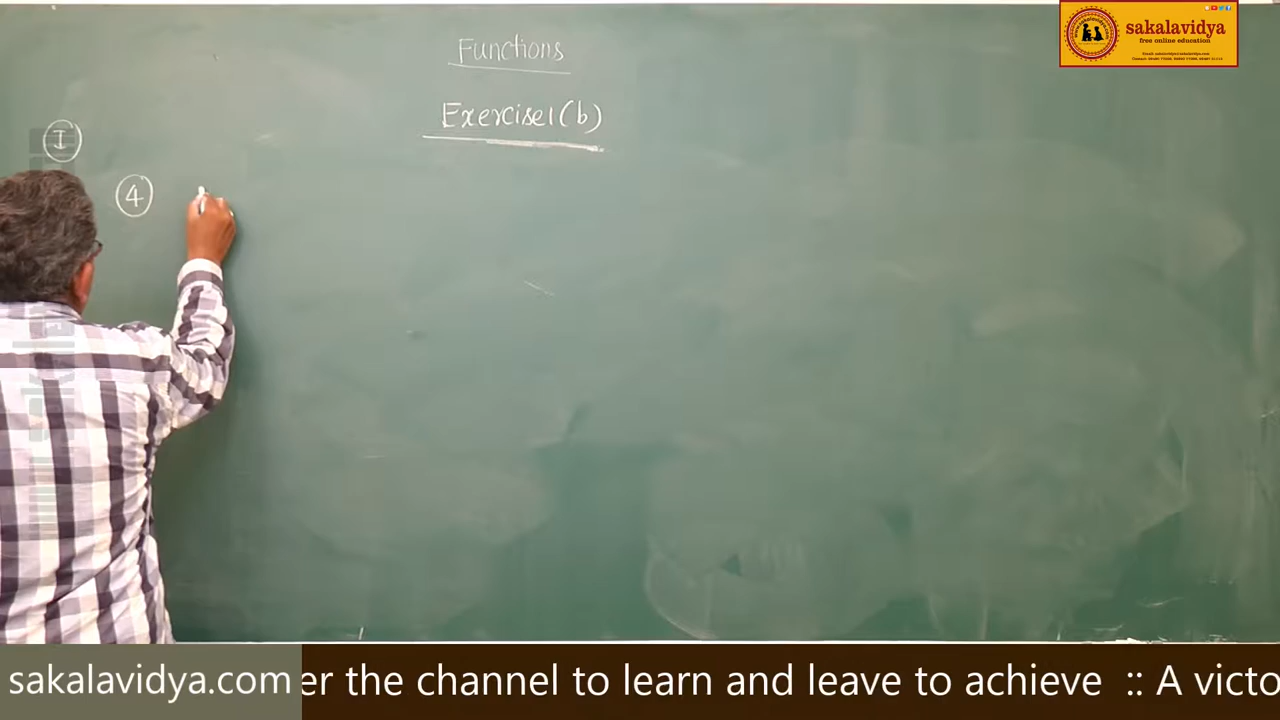 Functions
Exercise1(b)
I
4
sakalavidya
free online education
sakalavidya.com
er the channel to learn and leave to achieve :: A victo